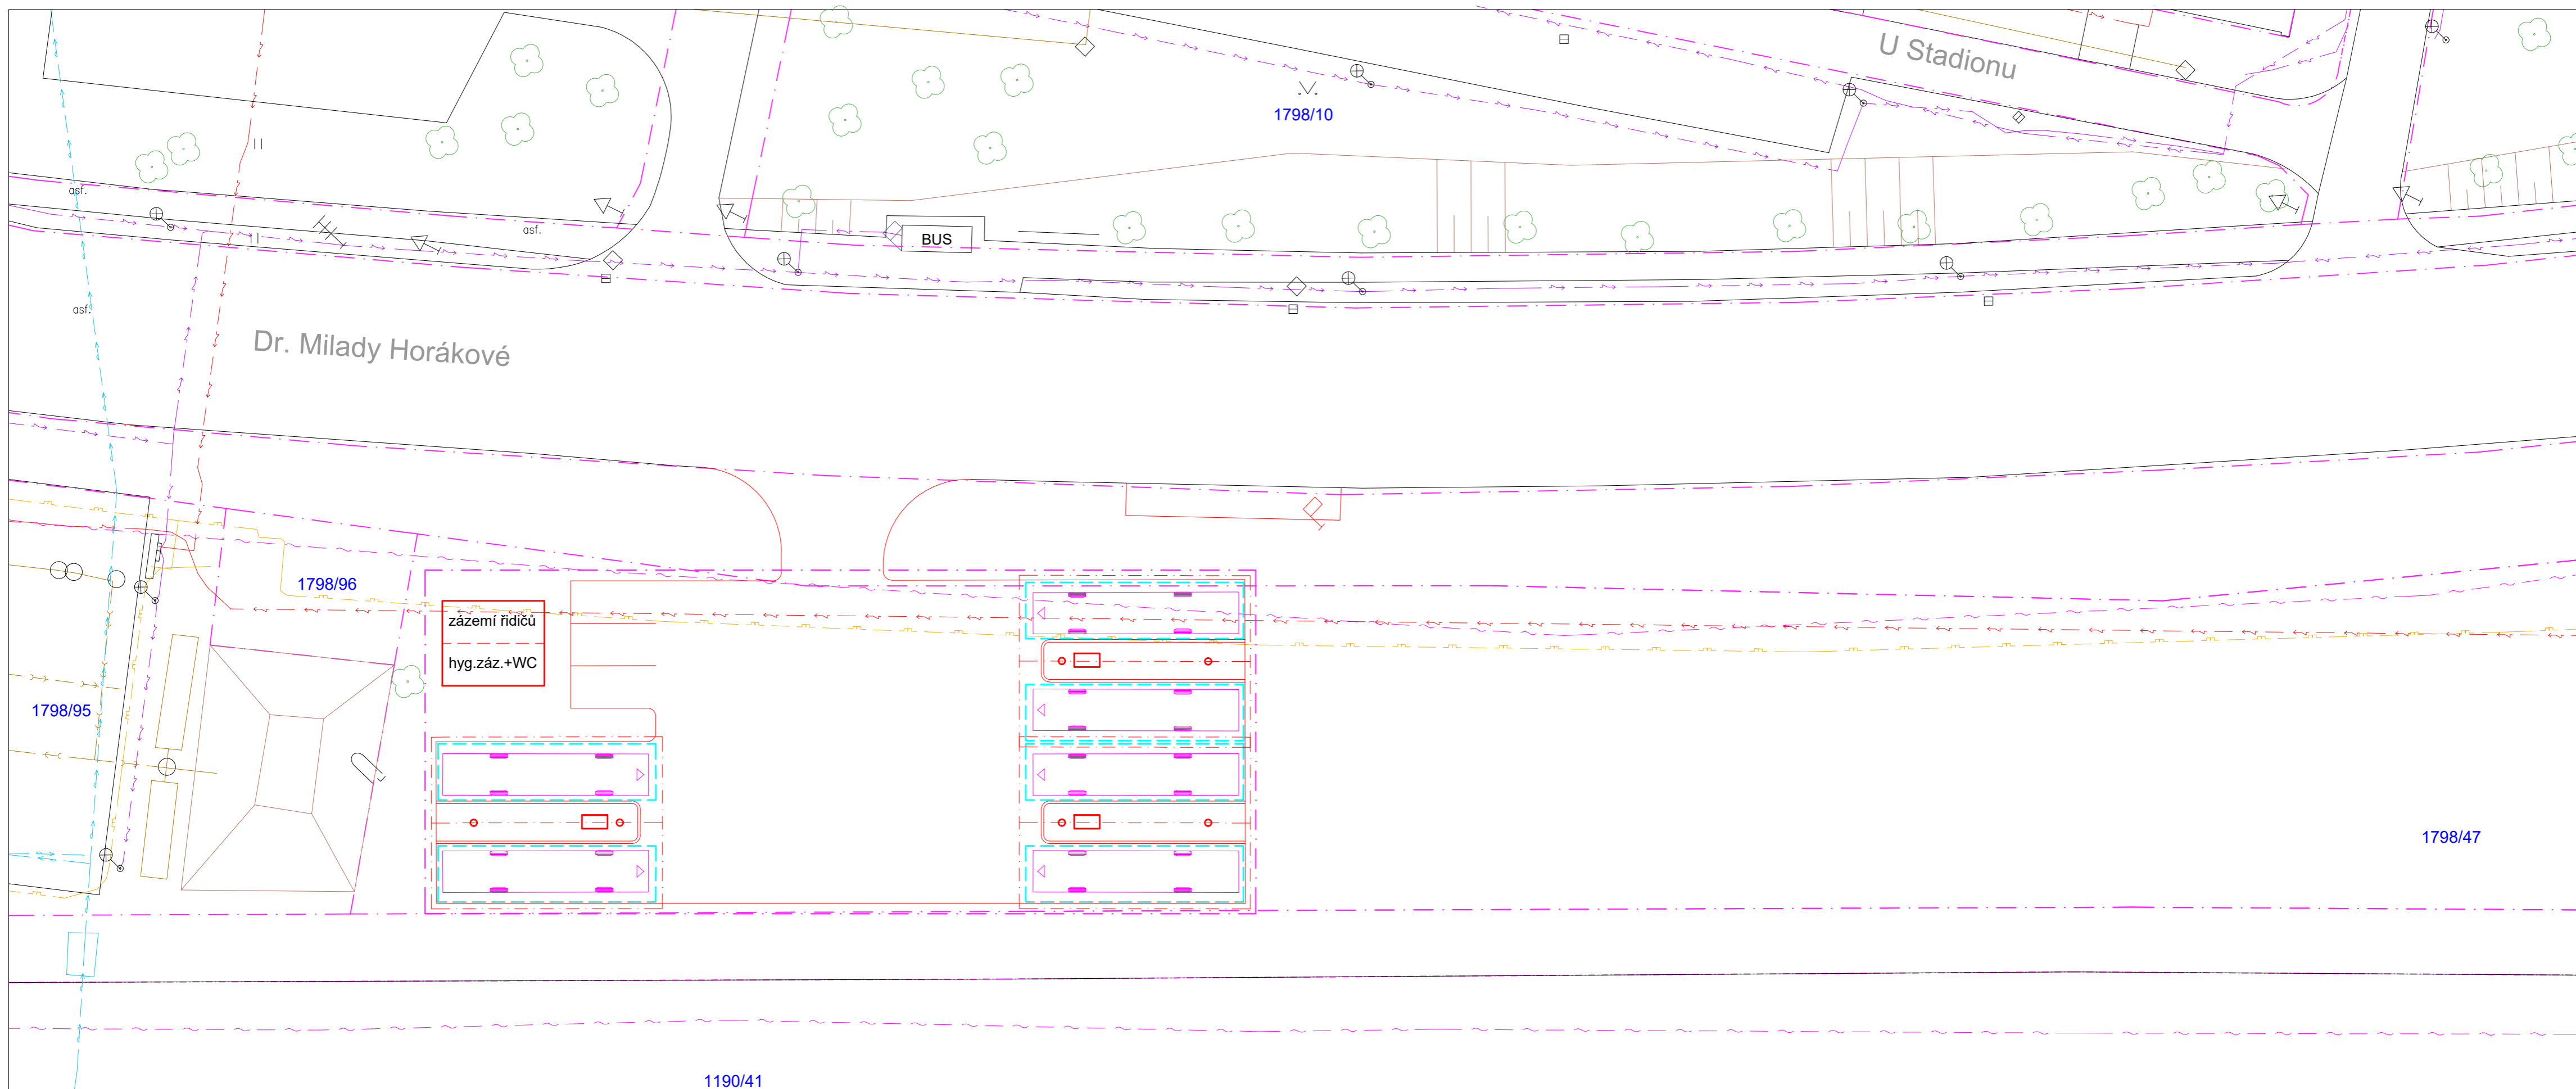 U Stadionu
1798/10
asf.
asf.
BUS
asf.
Dr. Milady Horákové
1798/96
zázemí řidičů
hyg.záz.+WC
1798/95
1798/47
1190/41